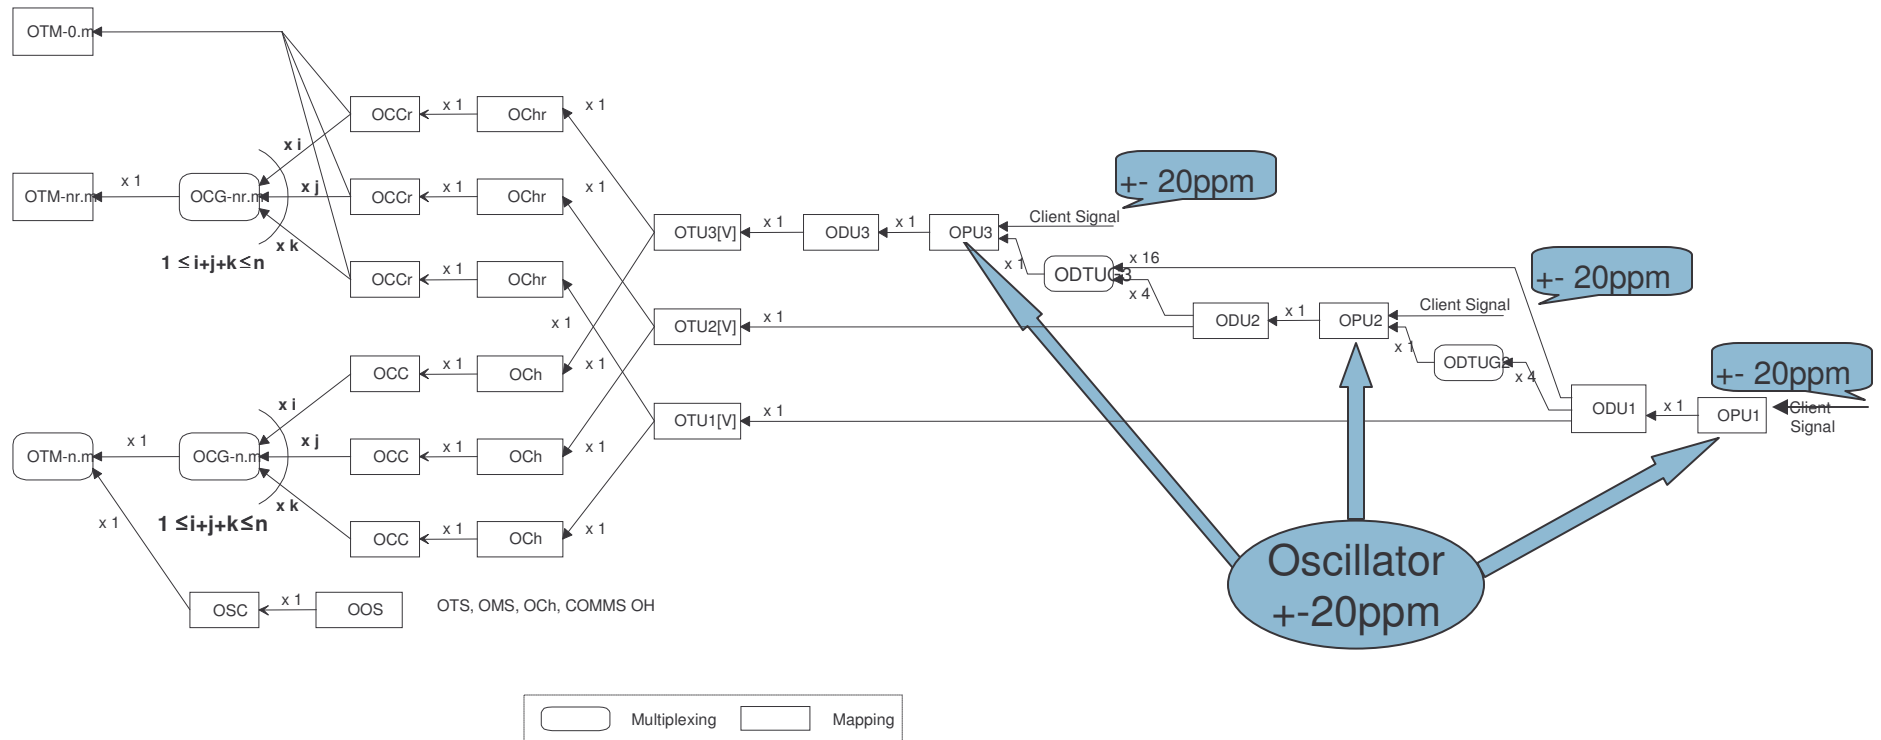 OTM-0.m
OCCr
x 1
OChr
x 1
x i
OTM-nr.m
x 1
OCG-nr.m
x j
OCCr
x 1
OChr
x 1
x k
1 ≤i+j+k≤n
OCCr
x 1
OChr
x 1
x 1
OTU3[V]
x 1
ODU3
x 1
OPU3
Client Signal
+- 20ppm
x 1
ODTUG3
x 16
x 4
+- 20ppm
OTU2[V]
x 1
ODU2
x 1
OPU2
Client Signal
x 1
ODTUG2
x 4
+- 20ppm
OTU1[V]
x 1
ODU1
x 1
OPU1
Client
Signal
OCC
x 1
OCh
x i
OTM-n.m
x 1
OCG-n.m
x j
OCC
x 1
OCh
x 1
x k
1 ≤i+j+k≤n
OCC
x 1
OCh
x 1
x 1
OSC
x 1
OOS
OTS, OMS, OCh, COMMS OH
Oscillator
+-20ppm
Multiplexing
Mapping